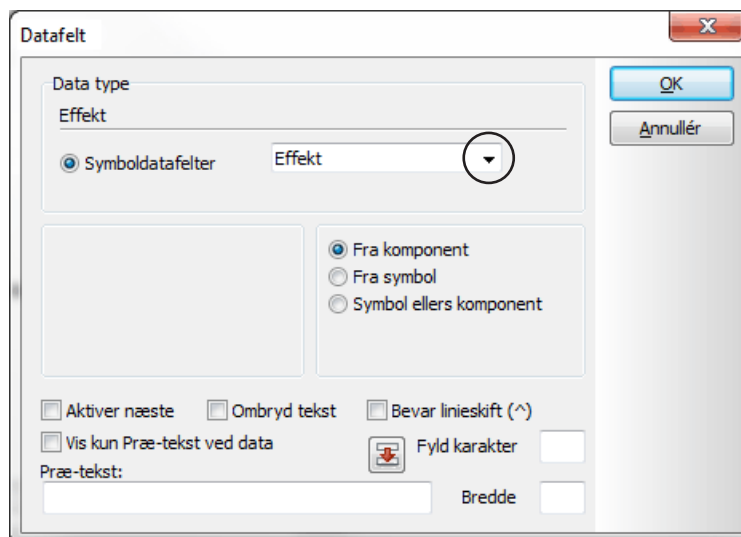 Datafelt
OK
Annullér
Data type
Effekt
Symboldatafelter Effekt
Fra komponent
Fra symbol
Symbol ellers komponent
Aktiver næste Ombryd tekst Bevar linieskift (^)
Vis kun Præ-tekst ved data Fyld karakter
Præ-tekst:
Bredde